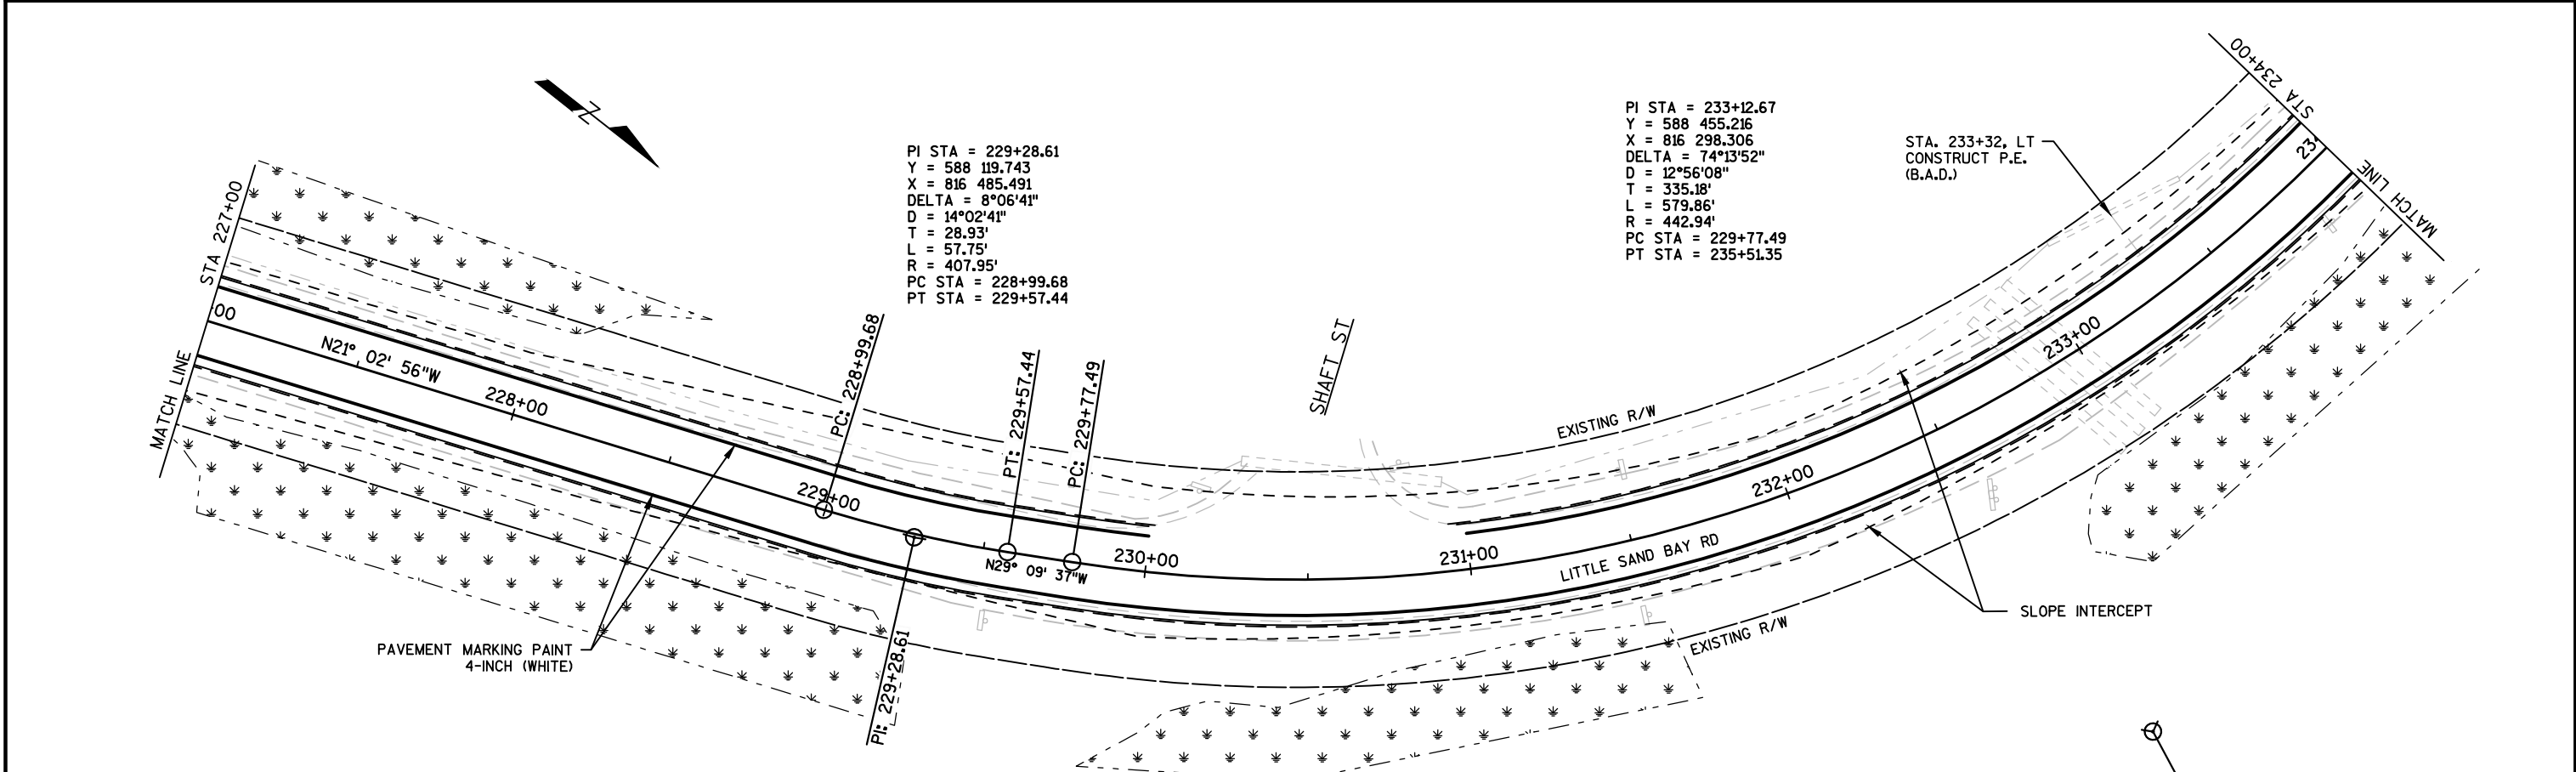 STA 234+00
MATCH LINE
23
Z
PI STA = 229+28.61
Y = 588 119.743
X = 816 485.491
DELTA = 8°06'41"
D = 14°02'41"
T = 28.93'
L = 57.75'
R = 407.95'
PC STA = 228+99.68
PT STA = 229+57.44
PI STA = 233+12.67
Y = 588 455.216
X = 816 298.306
DELTA = 74°13'52"
D = 12°56'08"
T = 335.18'
L = 579.86'
R = 442.94'
PC STA = 229+77.49
PT STA = 235+51.35
STA. 233+32, LT
CONSTRUCT P.E.
(B.A.D.)
STA 227+00
MATCH LINE
00
N21° 02' 56"W
228+00
229+00
PC: 228+99.68
PT: 229+57.44
PC: 229+77.49
PI: 229+28.61
N29° 09' 37"W
230+00
231+00
232+00
233+00
SHAFT ST
EXISTING R/W
LITTLE SAND BAY RD
EXISTING R/W
SLOPE INTERCEPT
PAVEMENT MARKING PAINT
4-INCH (WHITE)